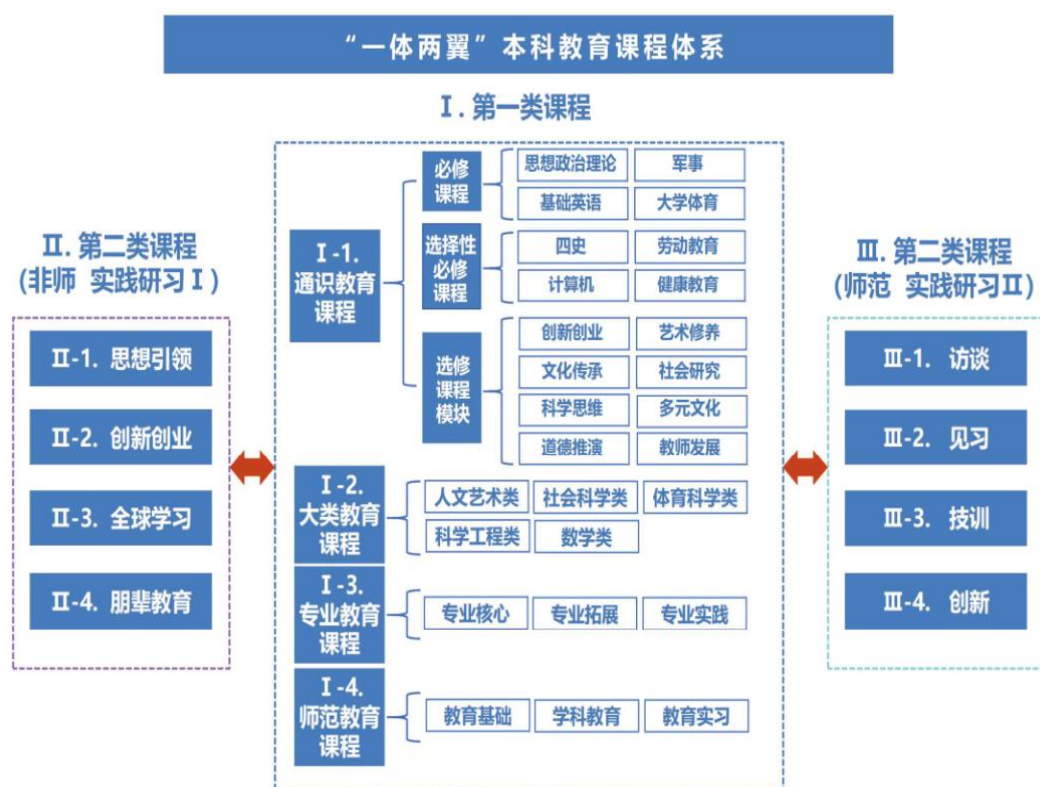 “一体两翼”本科教育课程体系
Ⅰ. 第一类课程
Ⅱ. 第二类课程
(非师 实践研习Ⅰ)
Ⅱ-1. 思想引领
Ⅱ-2. 创新创业
Ⅱ-3. 全球学习
Ⅱ-4. 朋辈教育
Ⅰ-1.
通识教育
课程
必修
课程
思想政治理论
军事
基础英语
大学体育
选择性
必修
课程
四史
劳动教育
计算机
健康教育
选修
课程
模块
创新创业
艺术修养
文化传承
社会研究
科学思维
多元文化
道德推演
教师发展
Ⅰ-2.
大类教育
课程
人文艺术类
社会科学类
体育科学类
科学工程类
数学类
Ⅰ-3.
专业教育
课程
专业核心
专业拓展
专业实践
Ⅰ-4.
师范教育
课程
教育基础
学科教育
教育实习
Ⅲ. 第二类课程
(师范 实践研习Ⅱ)
Ⅲ-1. 访谈
Ⅲ-2. 见习
Ⅲ-3. 技训
Ⅲ-4. 创新